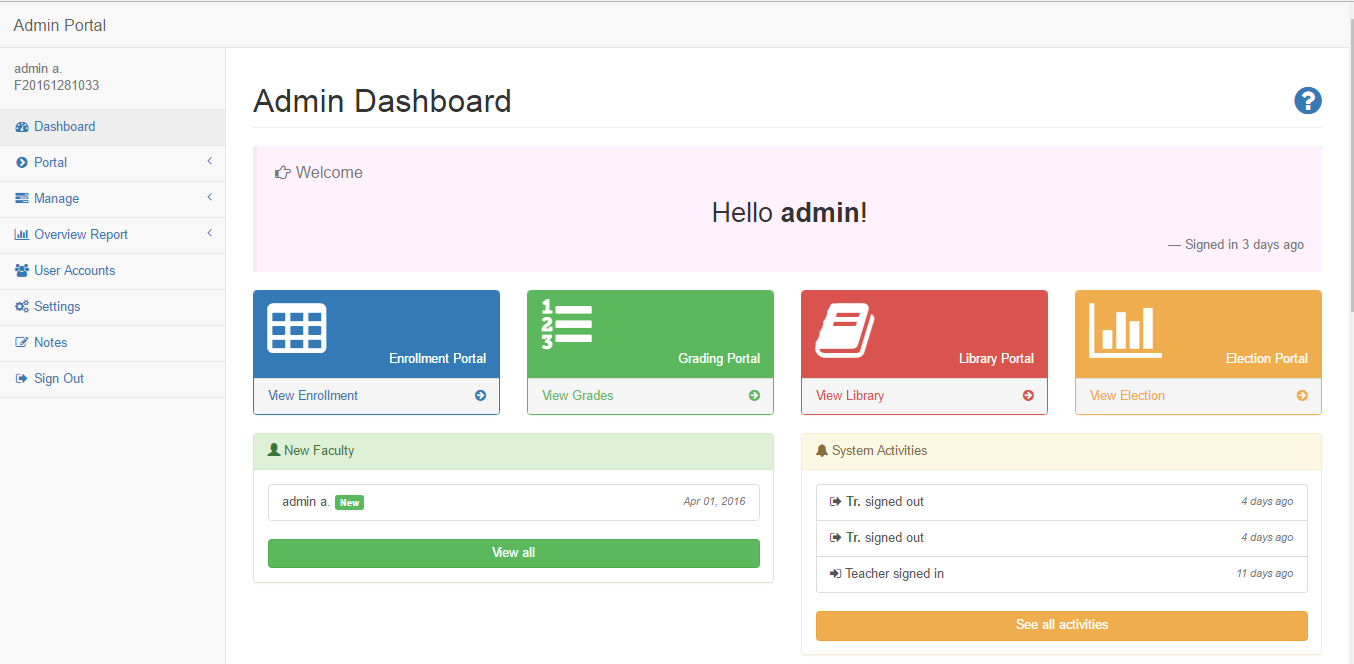 Admin Portal
admin a.
F20161281033
Dashboard
Portal
Manage
Overview Report
User Accounts
Settings
Notes
Sign Out
Admin Dashboard
?
Welcome
Hello admin!
— Signed in 3 days ago
1
2
3
Enrollment Portal
Grading Portal
Library Portal
Election Portal
View Enrollment
View Grades
View Library
View Election
New Faculty
admin a. New Apr 01, 2016
View all
System Activities
Tr. signed out 4 days ago
Tr. signed out 4 days ago
Teacher signed in 11 days ago
See all activities